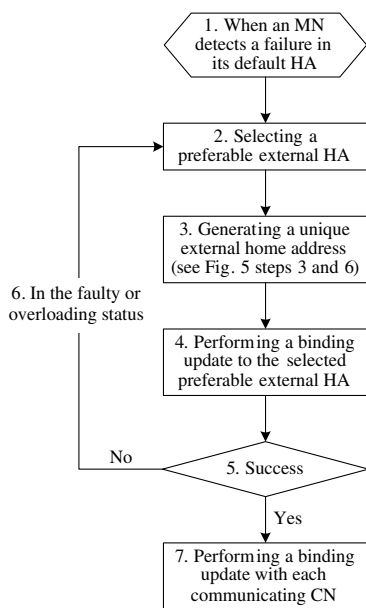 1. When an MN
detects a failure in
its default HA
2. Selecting a
preferable external HA
3. Generating a unique
external home address
(see Fig. 5 steps 3 and 6)
6. In the faulty or
overloading status
4. Performing a binding
update to the selected
preferable external HA
No
5. Success
Yes
7. Performing a binding
update with each
communicating CN